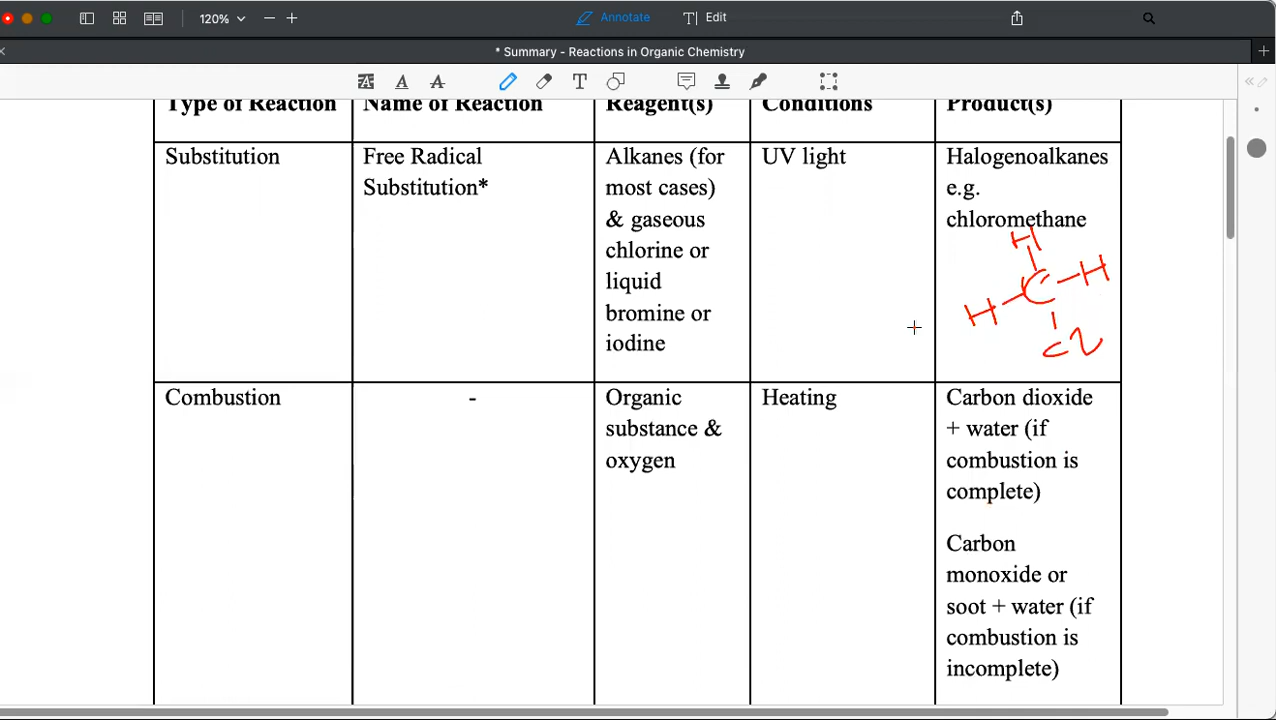 120%
Annotate
T Edit
* Summary - Reactions in Organic Chemistry
Type of Reaction
Name of Reaction
Reagent(s)
Conditions
Product(s)
Substitution
Free Radical
Substitution*
Alkanes (for
most cases)
& gaseous
chlorine or
liquid
bromine or
iodine
UV light
Halogenoalkanes
e.g.
chloromethane
H
H C H
Cl
Combustion
-
Organic
substance &
oxygen
Heating
Carbon dioxide
+ water (if
combustion is
complete)
Carbon
monoxide or
soot + water (if
combustion is
incomplete)